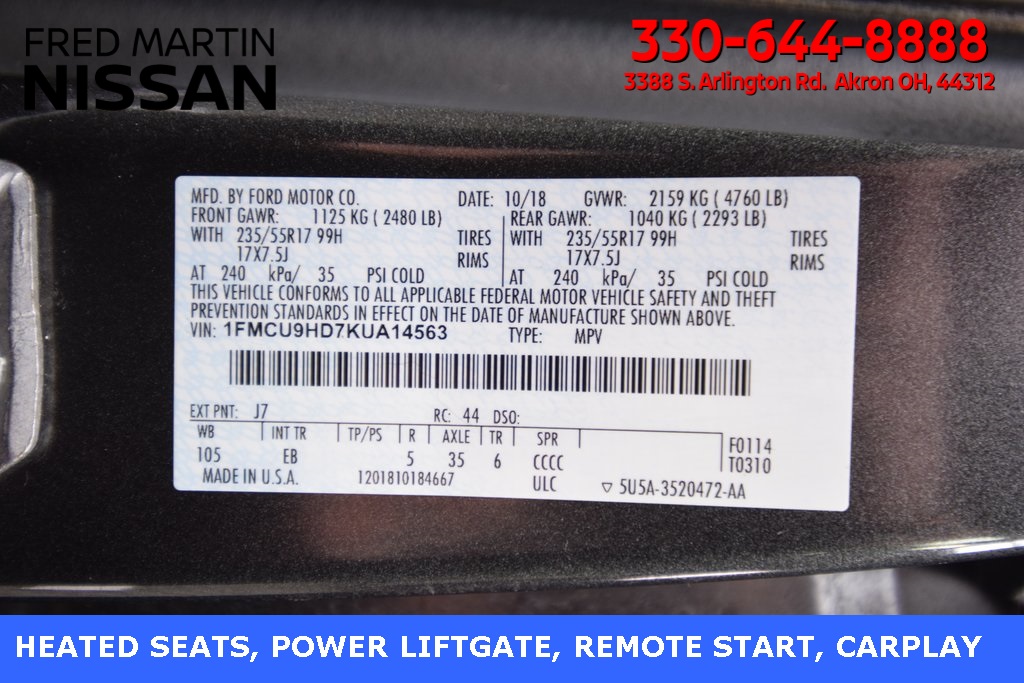 FRED MARTIN
NISSAN
330-644-8888
3388 S. Arlington Rd. Akron OH, 44312
MFD. BY FORD MOTOR CO. DATE: 10/18 GVWR: 2159 KG ( 4760 LB)
FRONT GAWR: 1125 KG ( 2480 LB) REAR GAWR: 1040 KG ( 2293 LB)
WITH 235/55R17 99H TIRES WITH 235/55R17 99H TIRES
17X7.5J RIMS 17X7.5J RIMS
AT 240 kPa/ 35 PSI COLD AT 240 kPa/ 35 PSI COLD
THIS VEHICLE CONFORMS TO ALL APPLICABLE FEDERAL MOTOR VEHICLE SAFETY AND THEFT
PREVENTION STANDARDS IN EFFECT ON THE DATE OF MANUFACTURE SHOWN ABOVE.
VIN: 1FMCU9HD7KUA14563 TYPE: MPV
EXT PNT: J7 RC: 44 DSO:
WB INT TR TP/PS R AXLE TR SPR F0114
105 EB 5 35 6 CCCC T0310
MADE IN U.S.A. 1201810184667 ULC ▽ 5U5A-3520472-AA
HEATED SEATS, POWER LIFTGATE, REMOTE START, CARPLAY